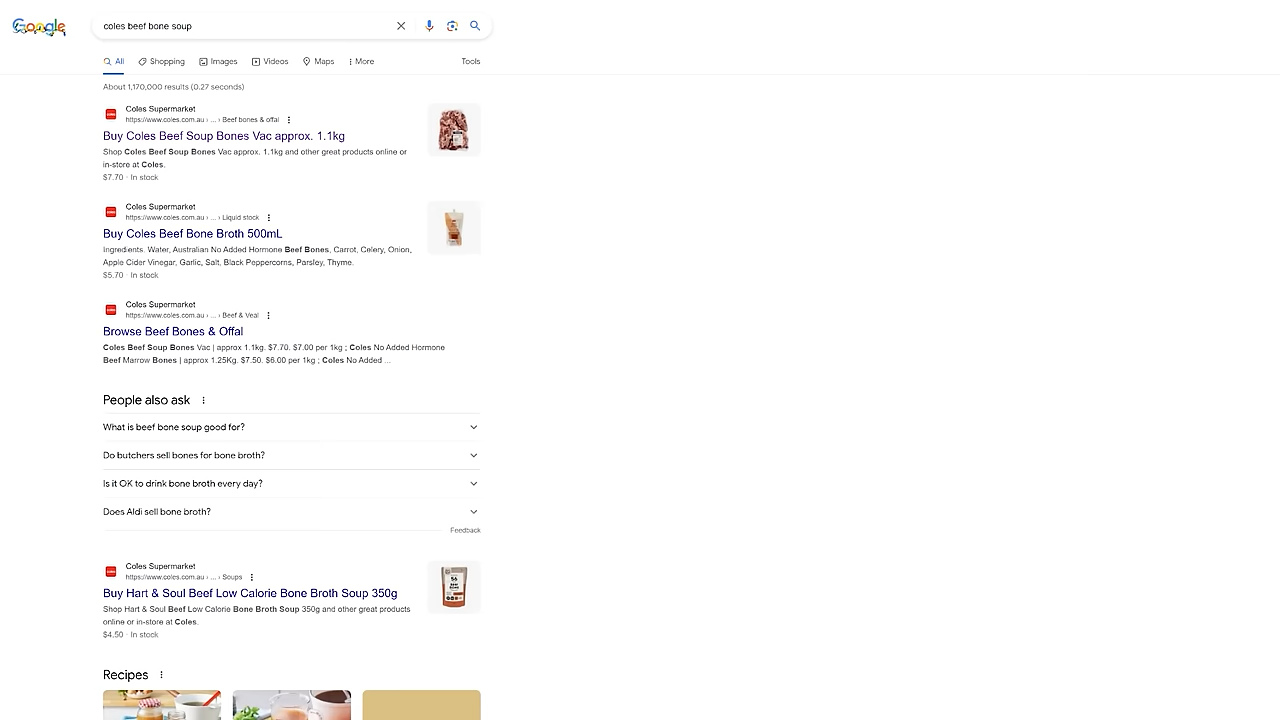 Google
coles beef bone soup
All
Shopping
Images
Videos
Maps
More
Tools
About 1,170,000 results (0.27 seconds)
Coles Supermarket
https://www.coles.com.au › ... › Beef bones & offal
Buy Coles Beef Soup Bones Vac approx. 1.1kg
Shop Coles Beef Soup Bones Vac approx. 1.1kg and other great products online or
in-store at Coles.
$7.70 · In stock
Coles Supermarket
https://www.coles.com.au › ... › Liquid stock
Buy Coles Beef Bone Broth 500mL
Ingredients. Water, Australian No Added Hormone Beef Bones, Carrot, Celery, Onion,
Apple Cider Vinegar, Garlic, Salt, Black Peppercorns, Parsley, Thyme.
$5.70 · In stock
Coles Supermarket
https://www.coles.com.au › ... › Beef & Veal
Browse Beef Bones & Offal
Coles Beef Soup Bones Vac | approx 1.1kg. $7.70. $7.00 per 1kg ; Coles No Added Hormone
Beef Marrow Bones | approx 1.25Kg. $7.50. $6.00 per 1kg ; Coles No Added ...
People also ask
What is beef bone soup good for?
Do butchers sell bones for bone broth?
Is it OK to drink bone broth every day?
Does Aldi sell bone broth?
Feedback
Coles Supermarket
https://www.coles.com.au › ... › Soups
Buy Hart & Soul Beef Low Calorie Bone Broth Soup 350g
Shop Hart & Soul Beef Low Calorie Bone Broth Soup 350g and other great products
online or in-store at Coles.
$4.50 · In stock
Recipes